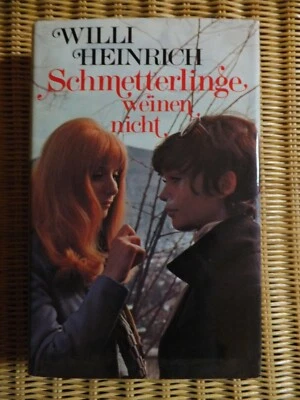 WILLI
HEINRICH
Schmetterlinge
weinen
nicht